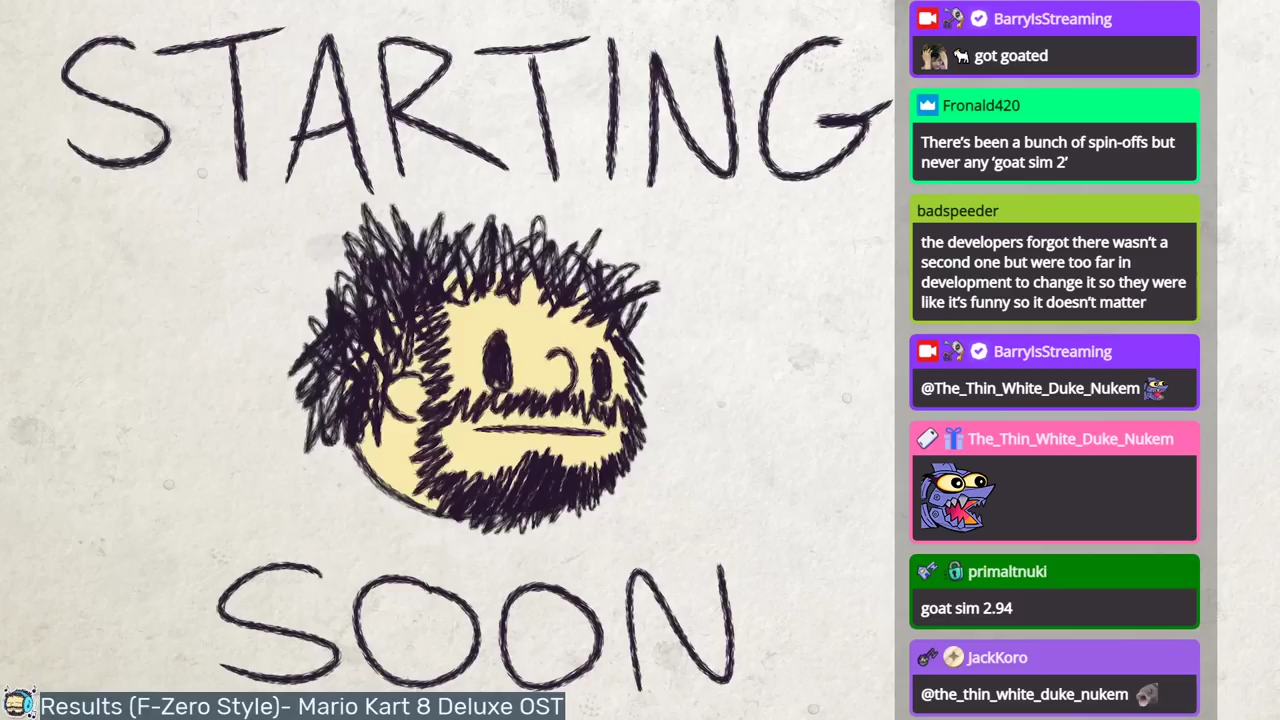 STARTING
SOON
Results (F-Zero Style)- Mario Kart 8 Deluxe OST
BarryIsStreaming
got goated
Fronald420
There's been a bunch of spin-offs but
never any 'goat sim 2'
badspeeder
the developers forgot there wasn't a
second one but were too far in
development to change it so they were
like it's funny so it doesn't matter
BarryIsStreaming
@The_Thin_White_Duke_Nukem
The_Thin_White_Duke_Nukem
primaltnuki
goat sim 2.94
JackKoro
@the_thin_white_duke_nukem